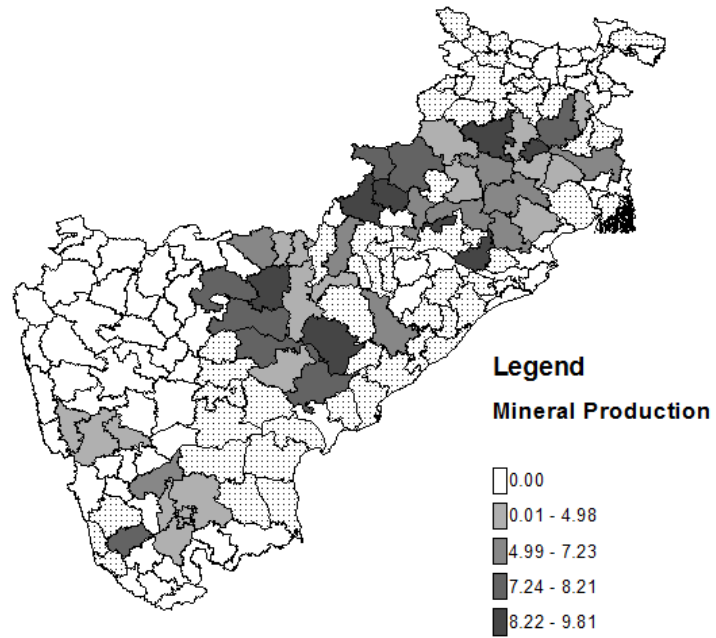 Legend
Mineral Production
0.00
0.01 - 4.98
4.99 - 7.23
7.24 - 8.21
8.22 - 9.81